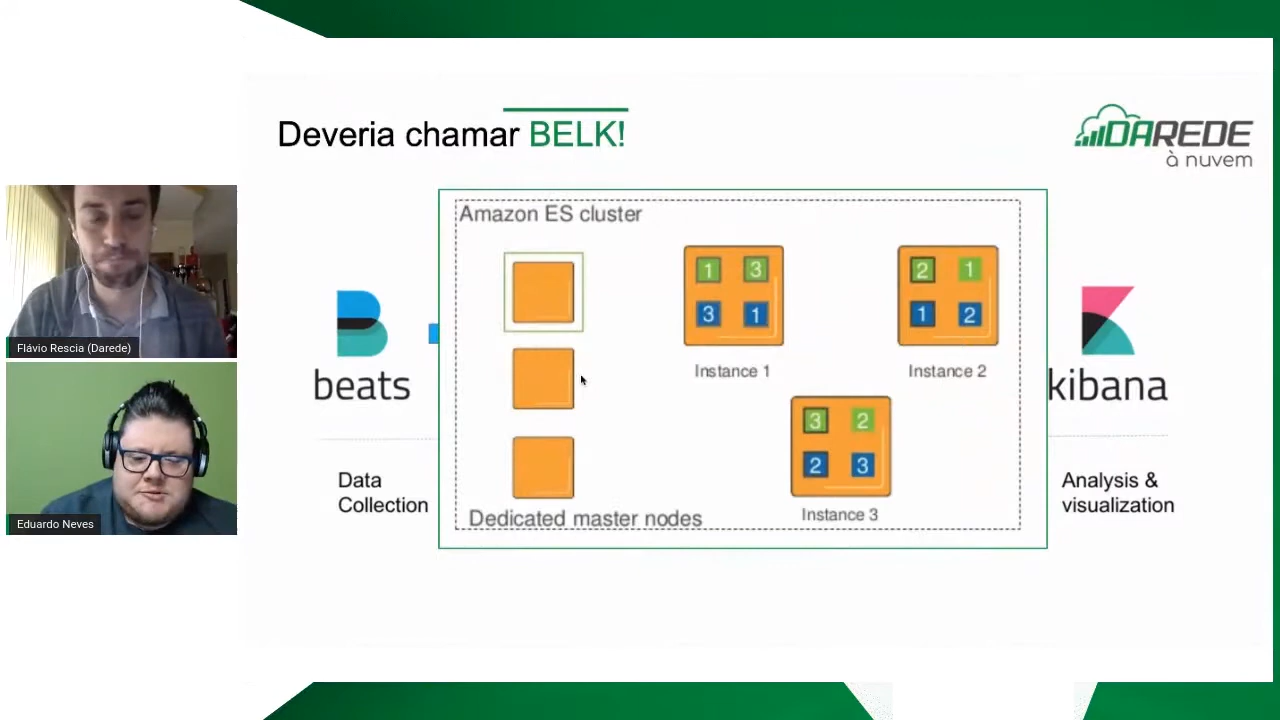 Deveria chamar BELK!
DAREDE
à nuvem
Flávio Rescia (Darede)
Eduardo Neves
beats
Data
Collection
Amazon ES cluster
1 3
3 1
Instance 1
2 1
1 2
Instance 2
3 2
2 3
Instance 3
Dedicated master nodes
kibana
Analysis &
visualization